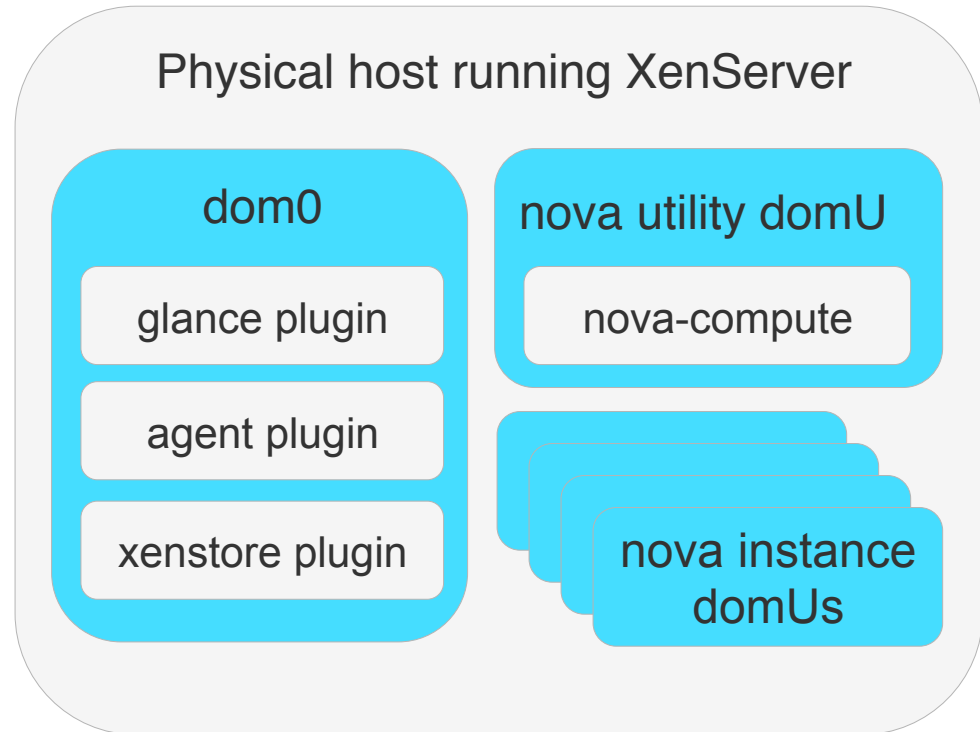 Physical host running XenServer
dom0
glance plugin
agent plugin
xenstore plugin
nova utility domU
nova-compute
nova instance
domUs